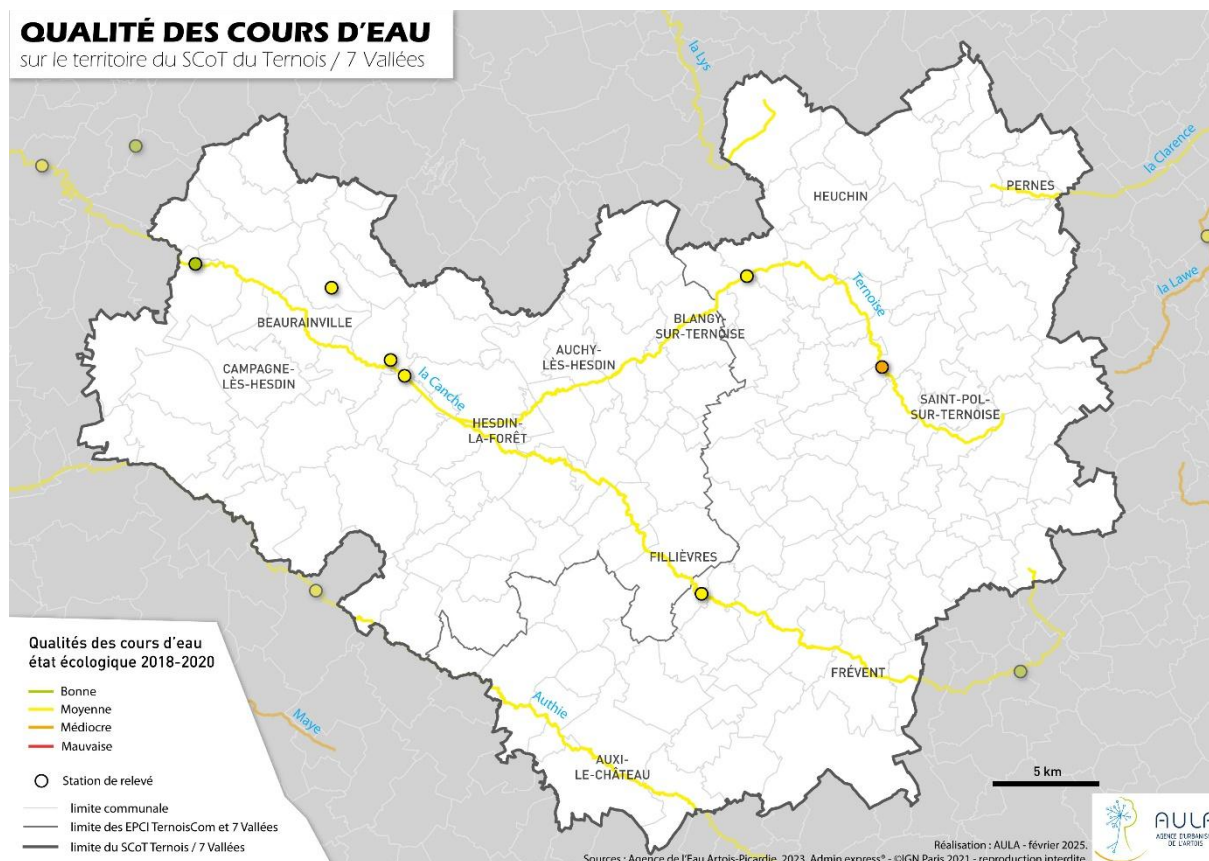 QUALITÉ DES COURS D'EAU
sur le territoire du SCoT du Ternois / 7 Vallées
la Lys
la Clarence
PERNES
HEUCHIN
la Lawe
Ternoise
BEAURAINVILLE
BLANGY-
SUR-TERNOISE
AUCHY-
LÈS-HESDIN
CAMPAGNE-
LÈS-HESDIN
la Canche
SAINT-POL-
SUR-TERNOISE
HESDIN-
LA-FORÊT
FILLIÈVRES
FRÉVENT
Authie
Maye
AUXI-
LE-CHÂTEAU
Qualités des cours d'eau
état écologique 2018-2020
Bonne
Moyenne
Médiocre
Mauvaise
Station de relevé
limite communale
limite des EPCI TernoisCom et 7 Vallées
limite du SCoT Ternois / 7 Vallées
5 km
AULA
AGENCE D'URBANISME
DE L'ARTOIS
Réalisation : AULA - février 2025.
Sources : Agence de l'Eau Artois-Picardie, 2023, Admin express® - ©IGN Paris 2021 - reproduction interdite